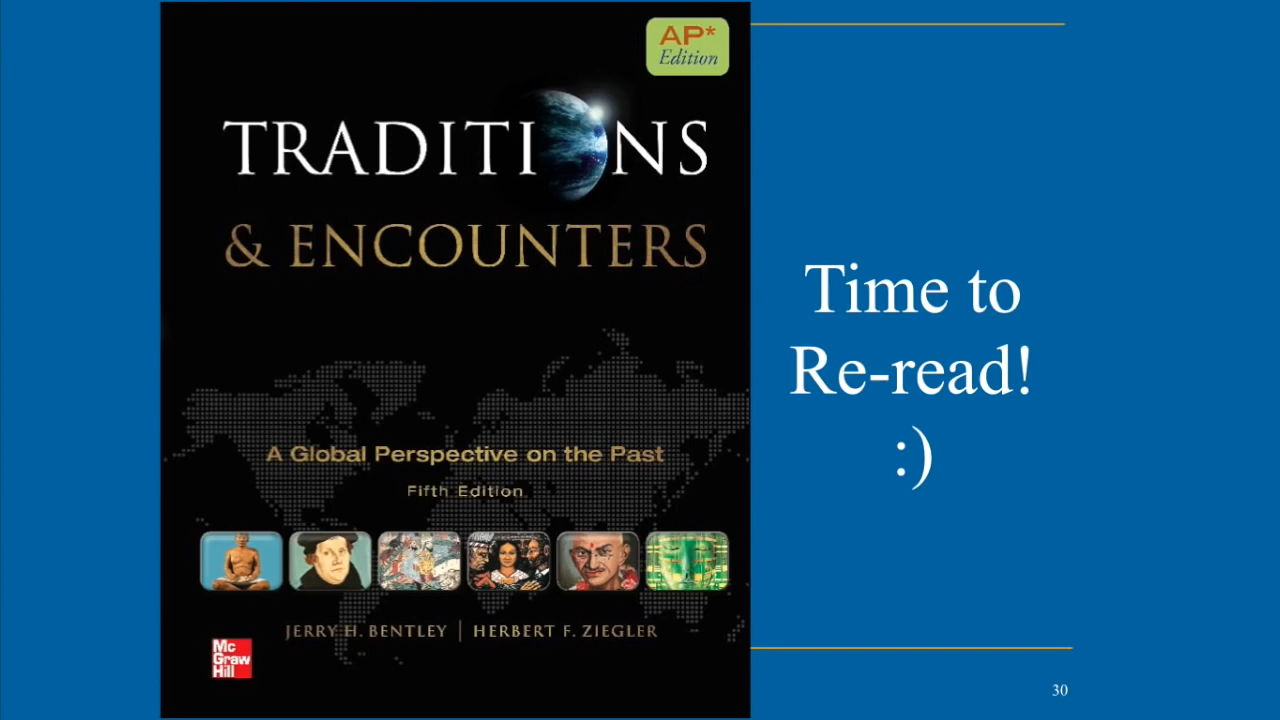 AP*
Edition
TRADITIONS
& ENCOUNTERS
A Global Perspective on the Past
Fifth Edition
JERRY H. BENTLEY | HERBERT F. ZIEGLER
Mc
Graw
Hill
Time to
Re-read!
:)
30